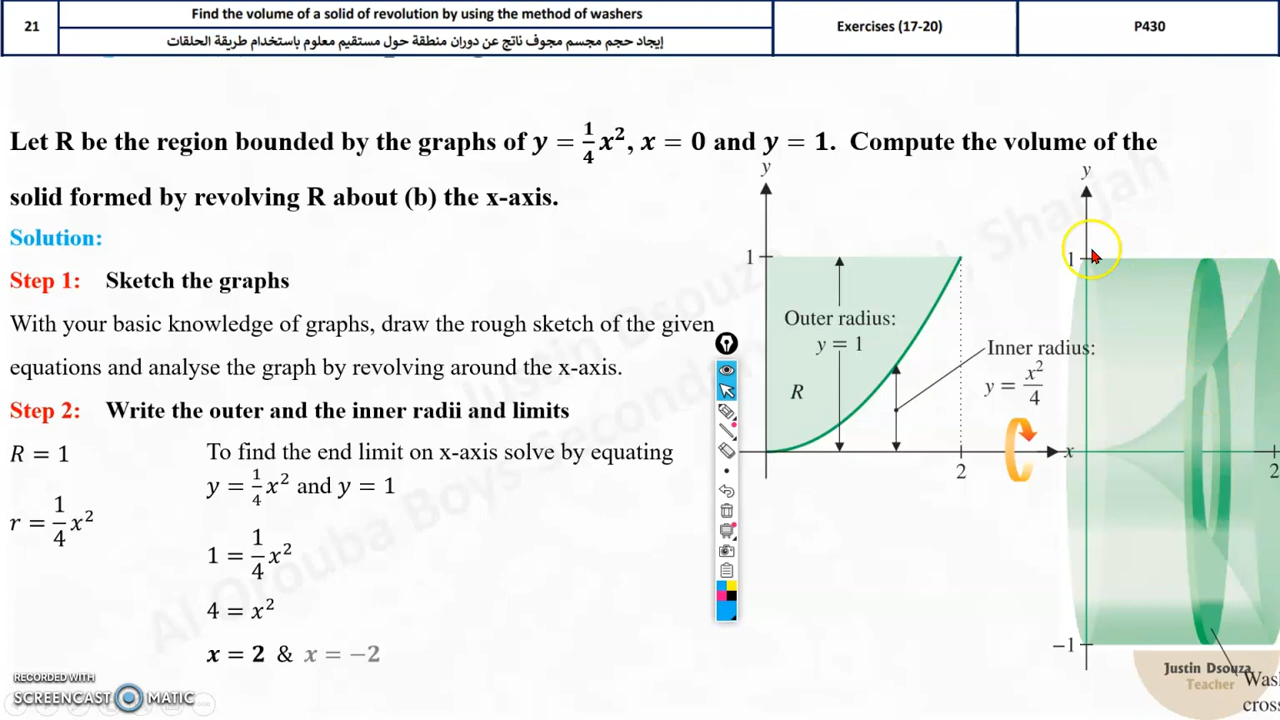 21
Find the volume of a solid of revolution by using the method of washers
إيجاد حجم مجسم مجوف ناتج عن دوران منطقة حول مستقيم معلوم باستخدام طريقة الحلقات
Exercises (17-20)
P430
Let R be the region bounded by the graphs of y = 1/4 x², x = 0 and y = 1. Compute the volume of the
solid formed by revolving R about (b) the x-axis.
Solution:
Step 1: Sketch the graphs
With your basic knowledge of graphs, draw the rough sketch of the given
equations and analyse the graph by revolving around the x-axis.
Step 2: Write the outer and the inner radii and limits
R = 1
r = 1/4 x²
To find the end limit on x-axis solve by equating
y = 1/4 x² and y = 1
1 = 1/4 x²
4 = x²
x = 2 & x = −2
y
1
Outer radius:
y = 1
R
Inner radius:
y = x²/4
2
x
y
1
2
−1
Was
cross
Justin Dsouza
Teacher
RECORDED WITH
SCREENCAST MATIC